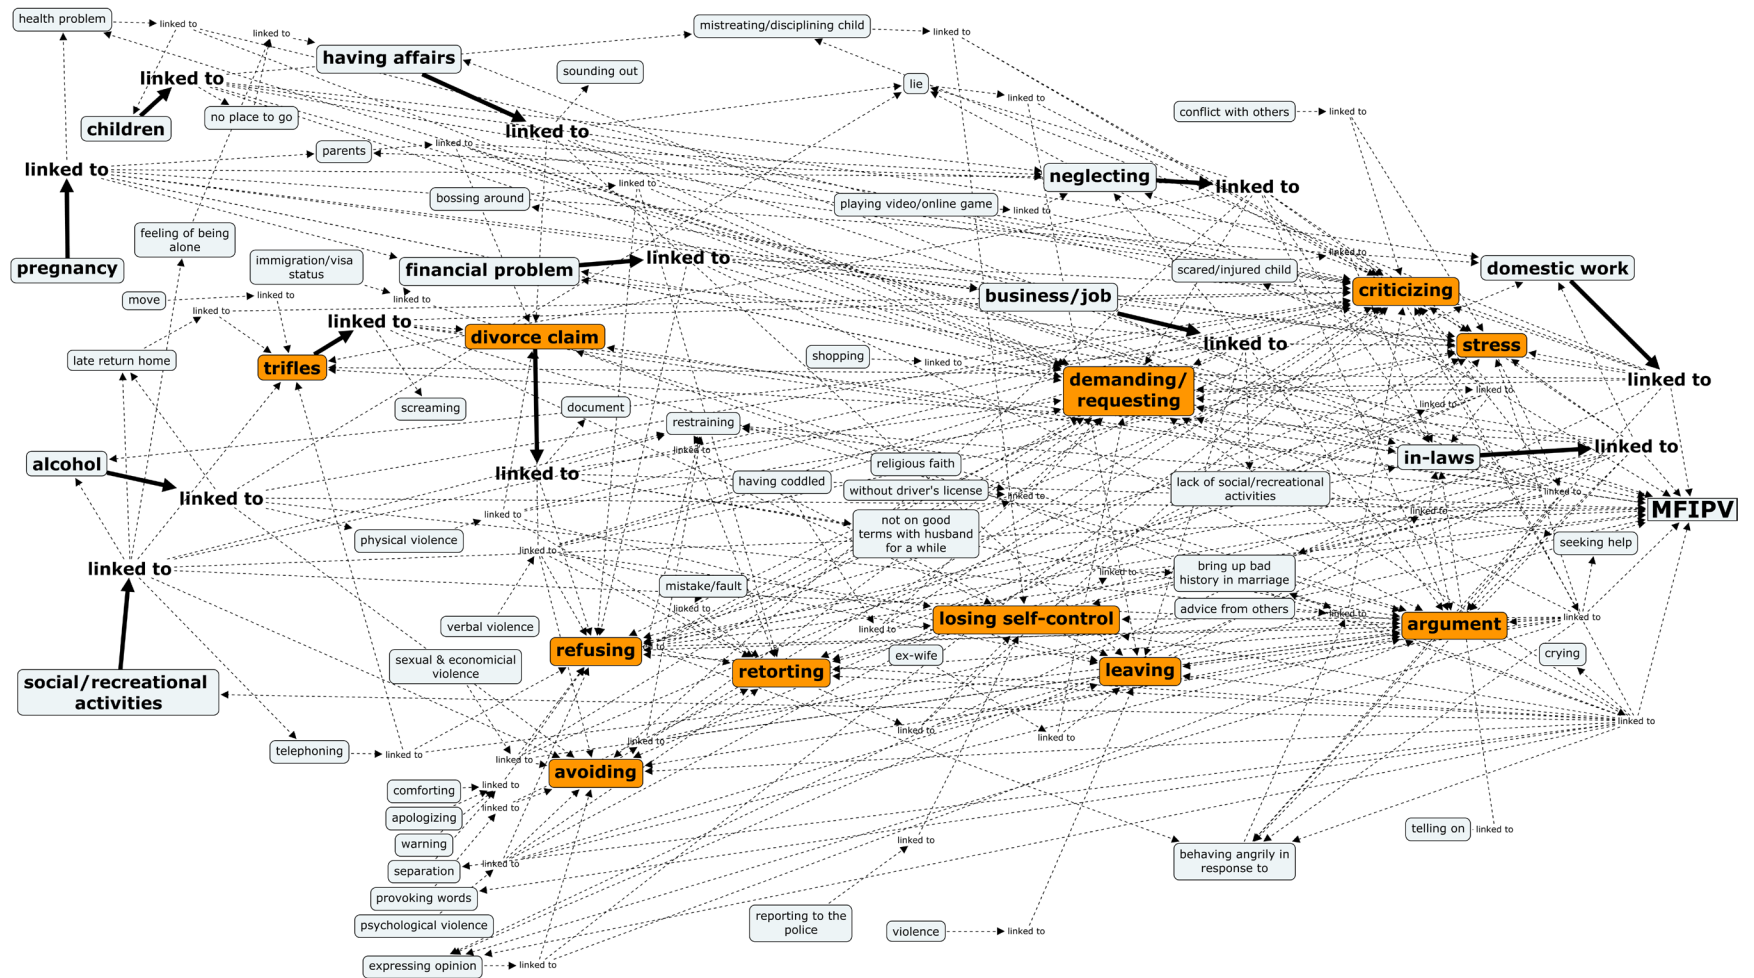 health problem
linked to
mistreating/disciplining child
linked to
linked to
having affairs
sounding out
linked to
lie
linked to
conflict with others
linked to
no place to go
children
linked to
parents
linked to
linked to
neglecting
linked to
linked to
bossing around
playing video/online game
linked to
feeling of being
alone
immigration/visa
status
pregnancy
financial problem
linked to
linked to
scared/injured child
domestic work
move
linked to
linked to
business/job
criticizing
linked to
linked to
divorce claim
linked to
stress
late return home
trifles
shopping
linked to
demanding/
requesting
linked to
linked to
screaming
document
restraining
linked to
linked to
alcohol
linked to
religious faith
in-laws
linked to
linked to
having coddled
without driver's license
linked to
lack of social/recreational
activities
linked to
linked to
MFIPV
physical violence
linked to
not on good
terms with husband
for a while
seeking help
linked to
linked to
mistake/fault
linked to
linked to
bring up bad
history in marriage
advice from others
linked to
verbal violence
linked to
losing self-control
argument
linked to
sexual & economicial
violence
refusing
ex-wife
crying
retorting
leaving
social/recreational
activities
linked to
linked to
linked to
telephoning
linked to
linked to
linked to
avoiding
comforting
linked to
apologizing
linked to
warning
linked to
telling on
linked to
separation
linked to
behaving angrily in
response to
provoking words
psychological violence
reporting to the
police
violence
linked to
expressing opinion
linked to